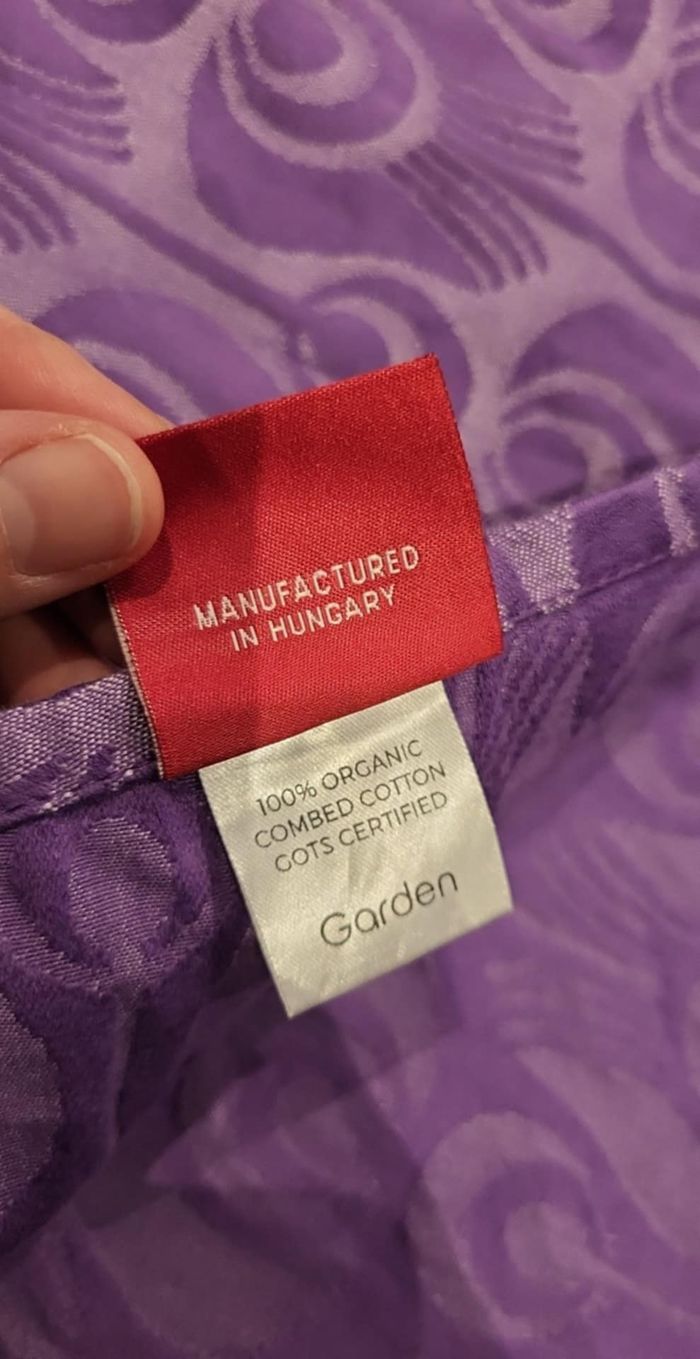 MANUFACTURED
IN HUNGARY
100% ORGANIC
COMBED COTTON
GOTS CERTIFIED
Garden